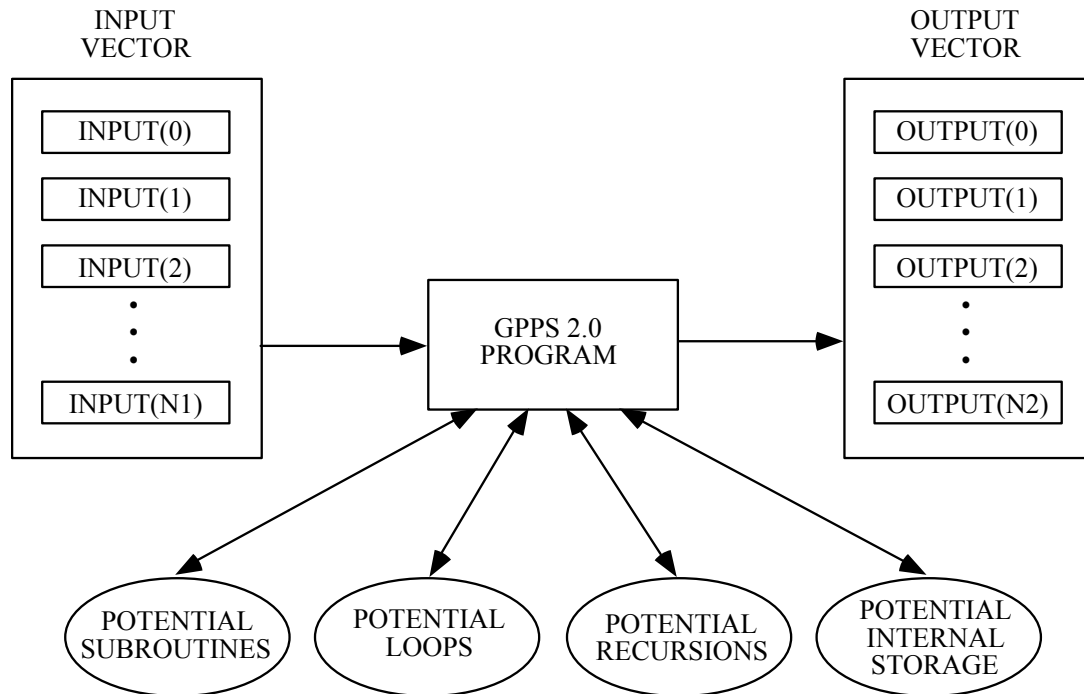 INPUT
VECTOR
INPUT(0)
INPUT(1)
INPUT(2)
INPUT(N1)
GPPS 2.0
PROGRAM
OUTPUT
VECTOR
OUTPUT(0)
OUTPUT(1)
OUTPUT(2)
OUTPUT(N2)
POTENTIAL
SUBROUTINES
POTENTIAL
LOOPS
POTENTIAL
RECURSIONS
POTENTIAL
INTERNAL
STORAGE